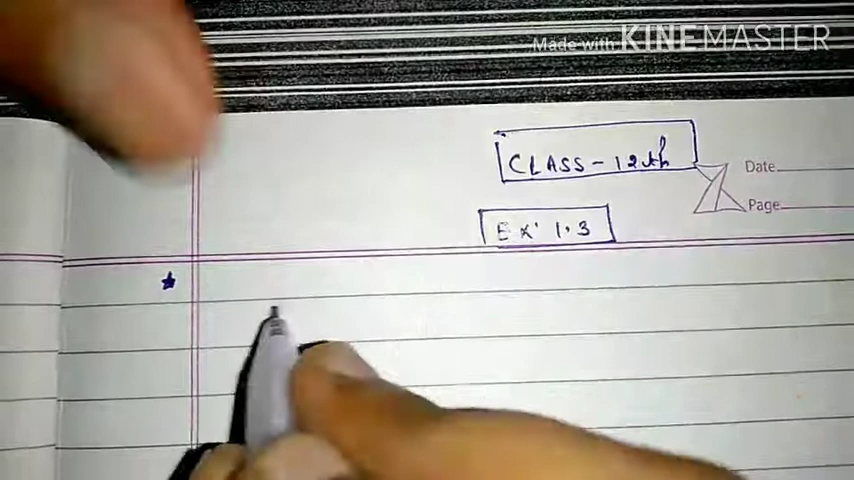 Made with KINEMASTER
CLASS - 12th
Date
Page
Ex' 1.3